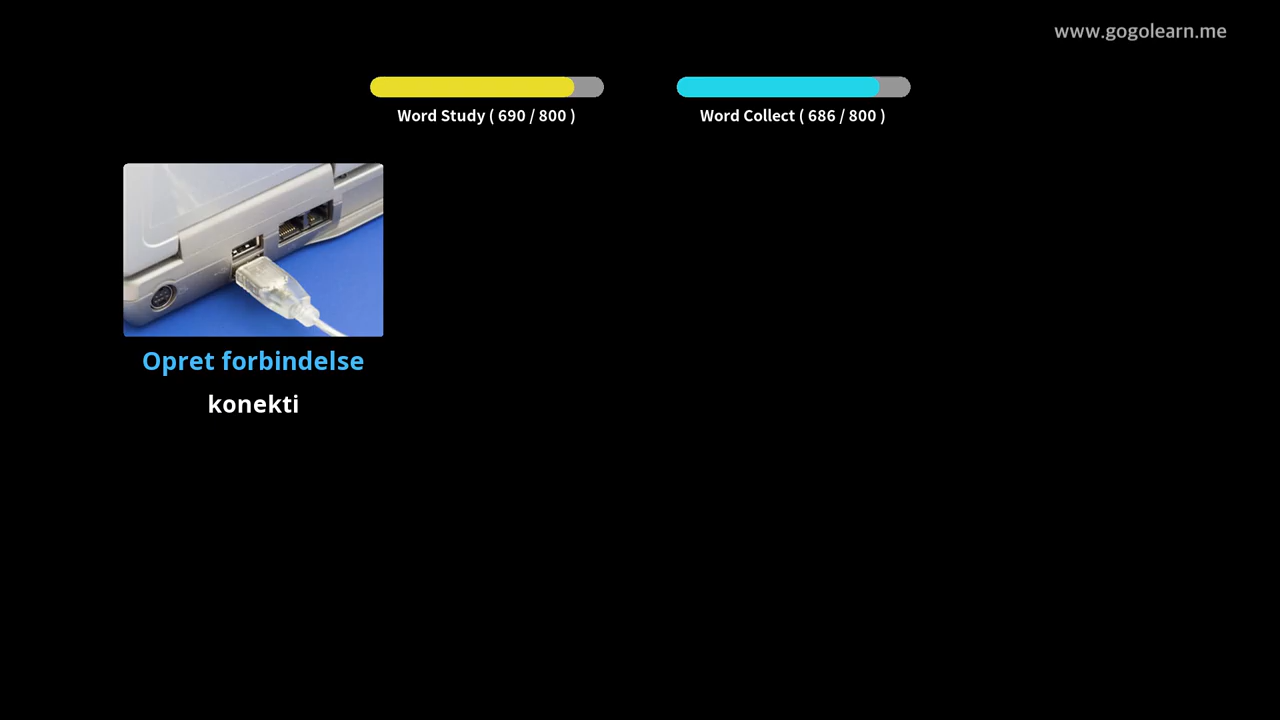 www.gogolearn.me
Word Study ( 690 / 800 )
Word Collect ( 686 / 800 )
Opret forbindelse
konekti